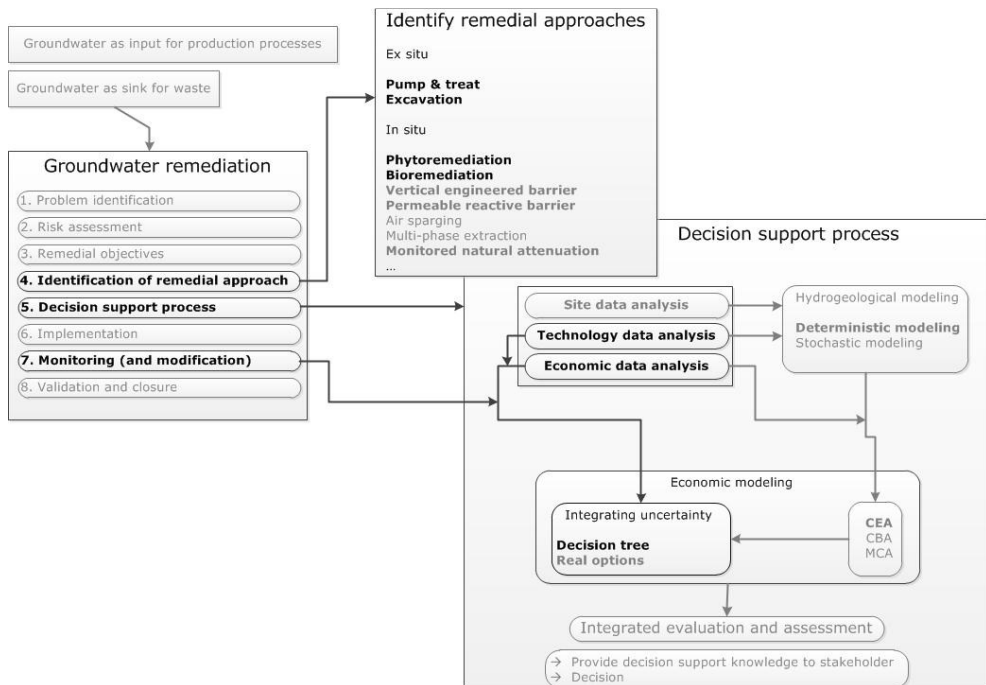 Groundwater as input for production processes
Groundwater as sink for waste
Groundwater remediation
1. Problem identification
2. Risk assessment
3. Remedial objectives
4. Identification of remedial approach
5. Decision support process
6. Implementation
7. Monitoring (and modification)
8. Validation and closure
Identify remedial approaches
Ex situ
Pump & treat
Excavation
In situ
Phytoremediation
Bioremediation
Vertical engineered barrier
Permeable reactive barrier
Air sparging
Multi-phase extraction
Monitored natural attenuation
...
Decision support process
Site data analysis
Technology data analysis
Economic data analysis
Hydrogeological modeling
Deterministic modeling
Stochastic modeling
Economic modeling
Integrating uncertainty
Decision tree
Real options
CEA
CBA
MCA
Integrated evaluation and assessment
→ Provide decision support knowledge to stakeholder
→ Decision